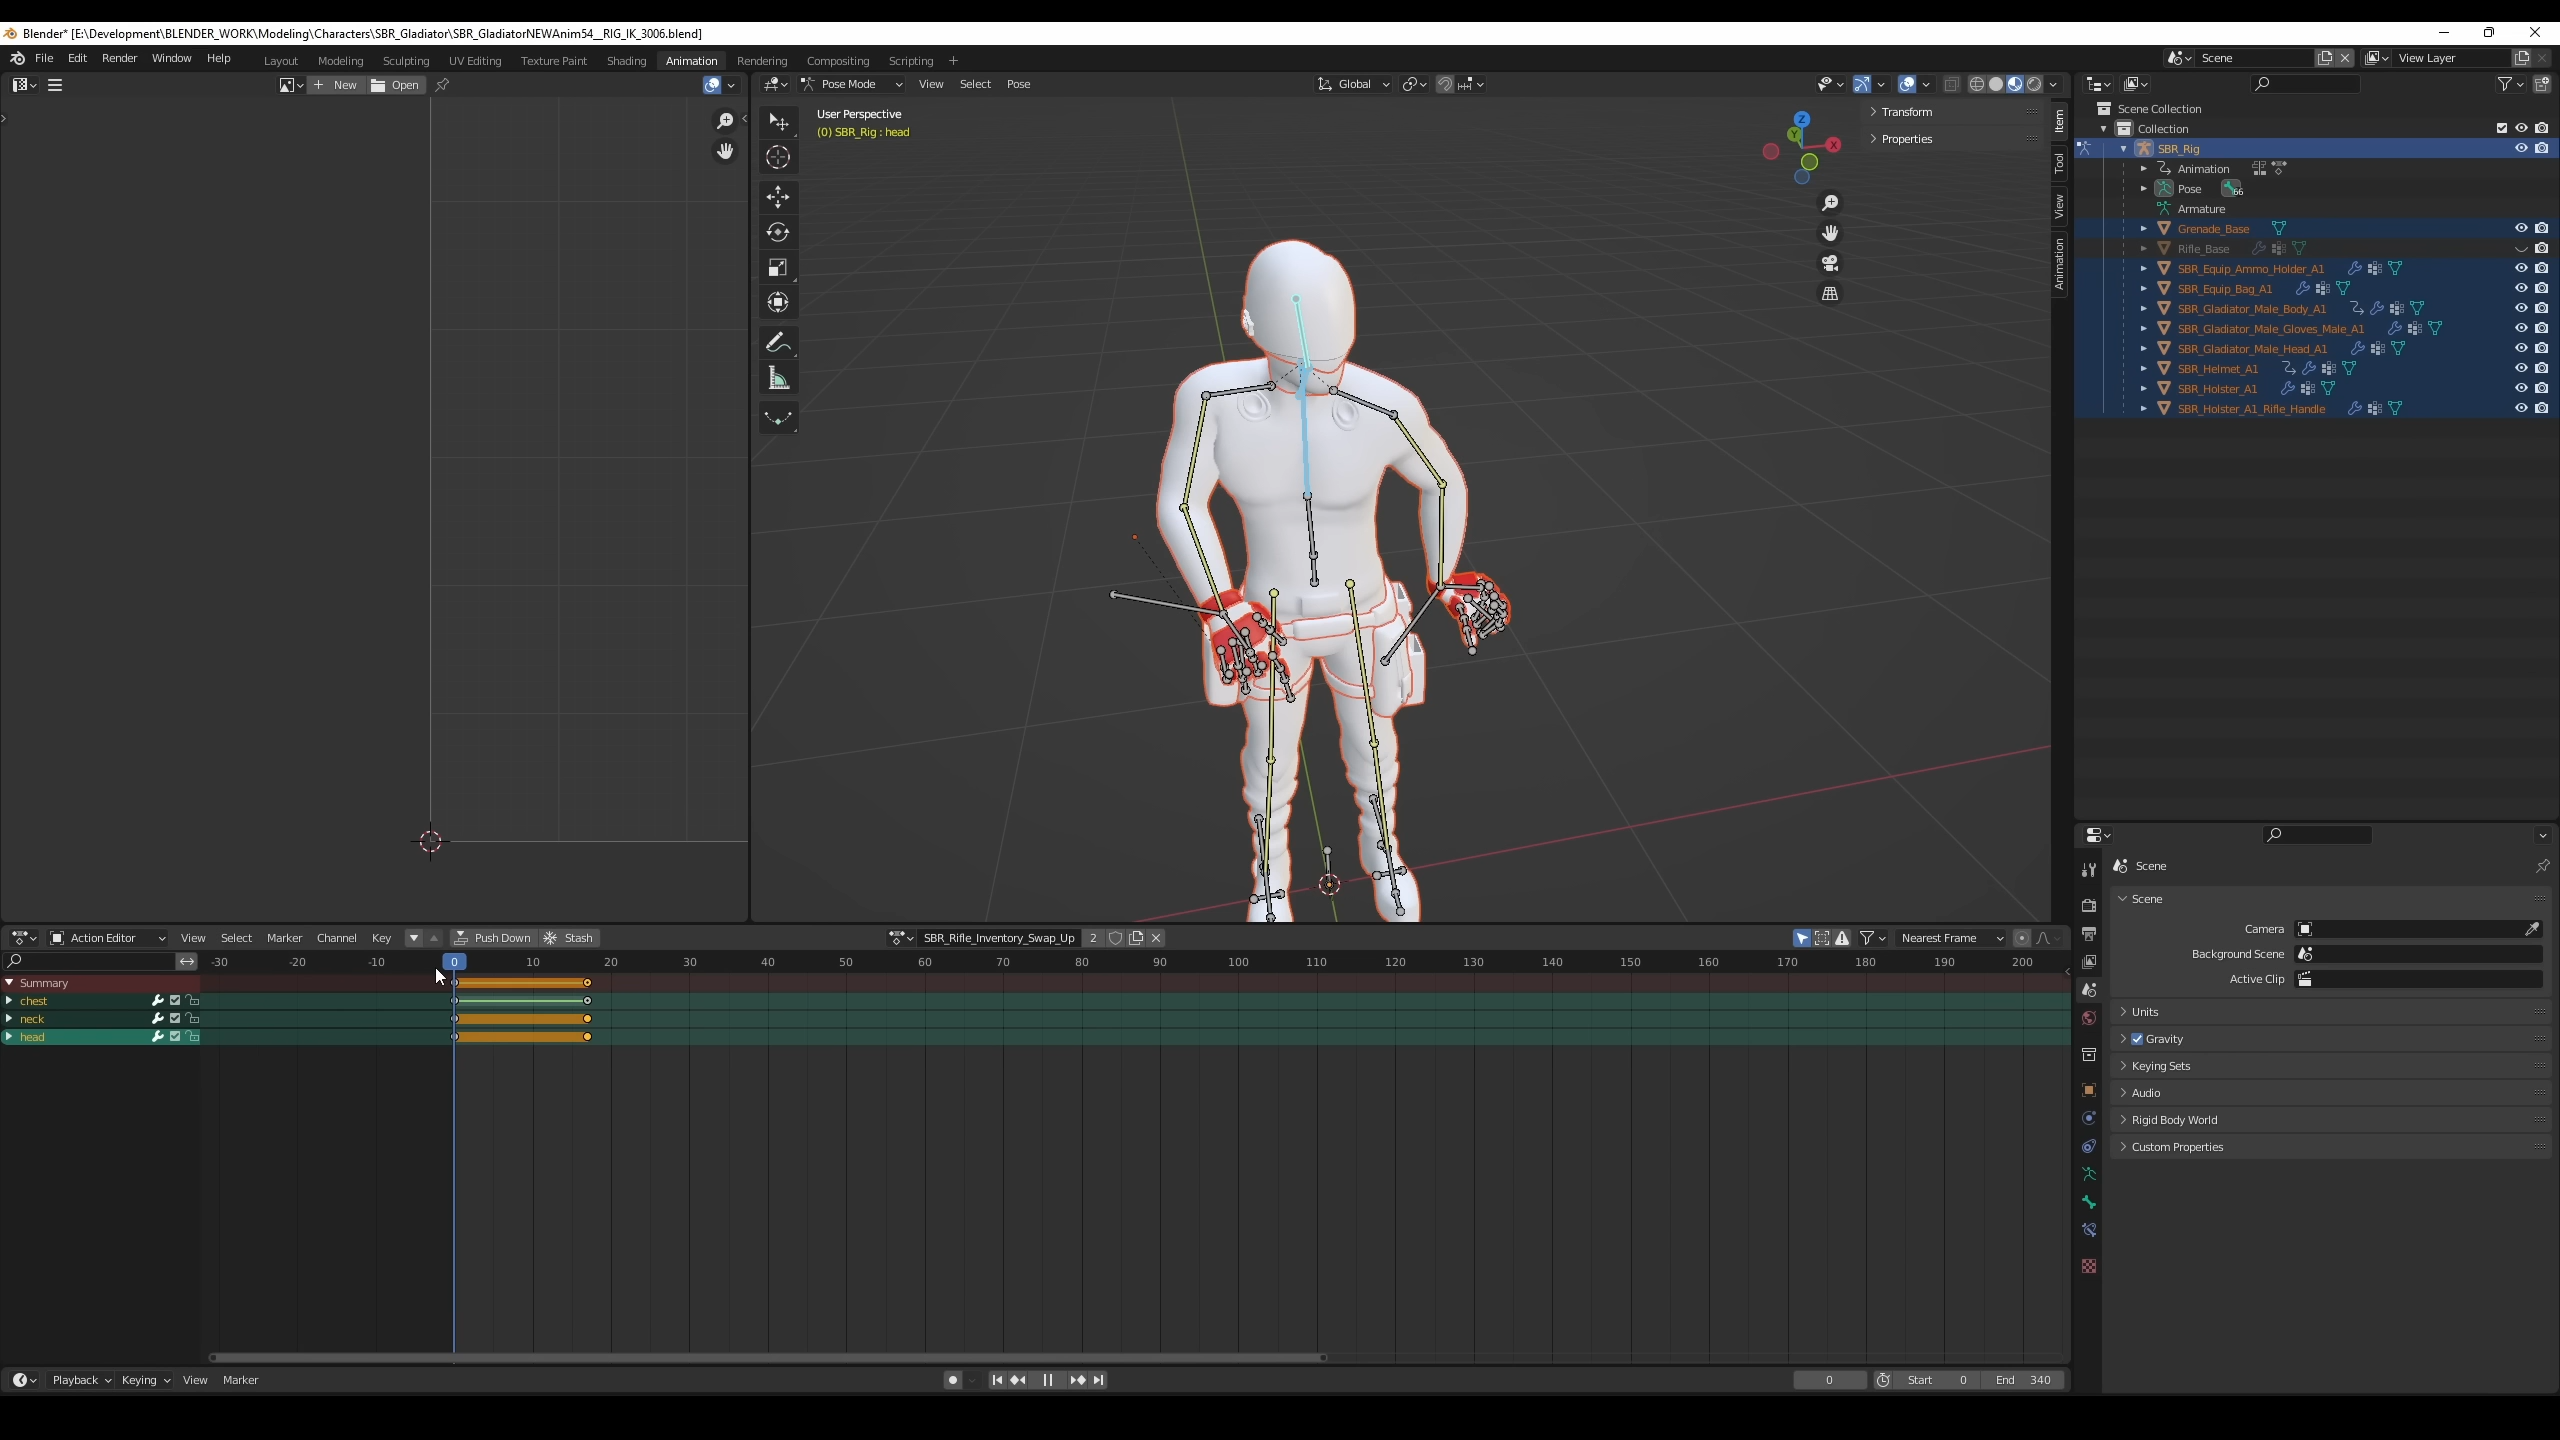 Blender* [E:\Development\BLENDER_WORK\Modeling\Characters\SBR_Gladiator\SBR_GladiatorNEWAnim54__RIG_IK_3006.blend]
File Edit Render Window Help Layout Modeling Sculpting UV Editing Texture Paint Shading Animation Rendering Compositing Scripting + Scene View Layer
New Open Pose Mode View Select Pose Global
User Perspective
(0) SBR_Rig : head
Transform
Properties
Item
Tool
View
Animation
Z
Y
X
Scene Collection
Collection
SBR_Rig
Animation
Pose 66
Armature
Grenade_Base
Rifle_Base
SBR_Equip_Ammo_Holder_A1
SBR_Equip_Bag_A1
SBR_Gladiator_Male_Body_A1
SBR_Gladiator_Male_Gloves_Male_A1
SBR_Gladiator_Male_Head_A1
SBR_Helmet_A1
SBR_Holster_A1
SBR_Holster_A1_Rifle_Handle
Scene
Scene
Camera
Background Scene
Active Clip
Units
Gravity
Keying Sets
Audio
Rigid Body World
Custom Properties
Action Editor View Select Marker Channel Key Push Down Stash SBR_Rifle_Inventory_Swap_Up 2 Nearest Frame
-30 -20 -10 0 10 20 30 40 50 60 70 80 90 100 110 120 130 140 150 160 170 180 190 200
Summary
chest
neck
head
Playback Keying View Marker 0 Start 0 End 340